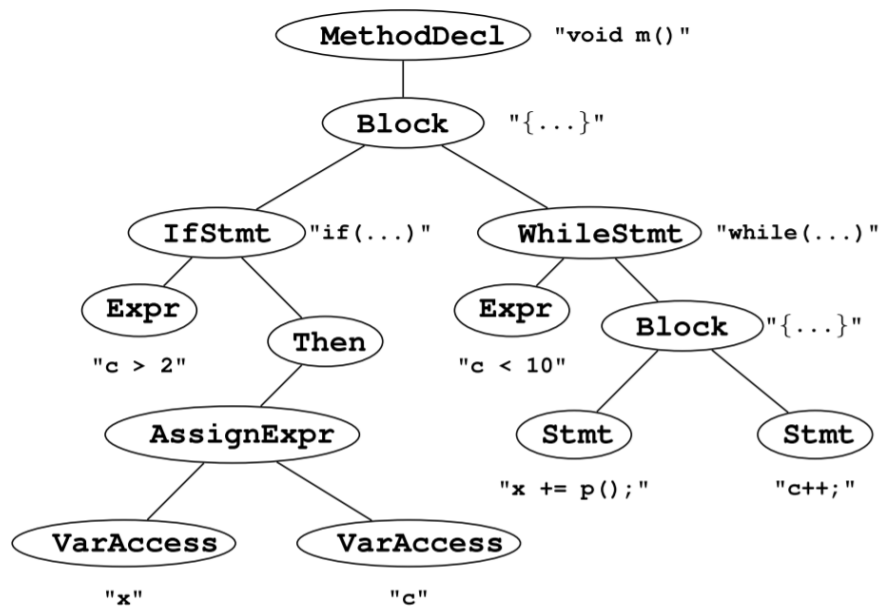 MethodDecl "void m()"
Block "{...}"
IfStmt "if(...)" WhileStmt "while(...)"
Expr Expr
Then Block "{...}"
"c > 2" "c < 10"
AssignExpr Stmt Stmt
"x += p();" "c++;"
VarAccess VarAccess
"x" "c"